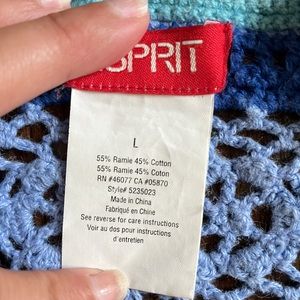 ESPRIT
L
55% Ramie 45% Cotton
55% Ramie 45% Coton
RN #46077 CA #05870
Style# 5235023
Made in China
Fabriqué en Chine
See reverse for care instructions
Voir au dos pour instructions
d'entretien